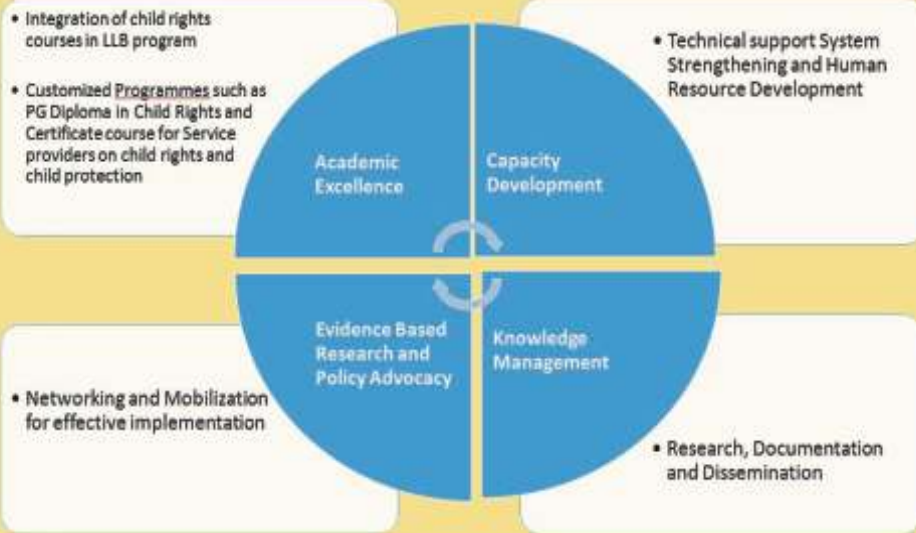 • Integration of child rights
courses in LLB program
• Customized Programmes such as
PG Diploma in Child Rights and
Certificate course for Service
providers on child rights and
child protection
Academic
Excellence
Capacity
Development
• Technical support System
Strengthening and Human
Resource Development
Evidence Based
Research and
Policy Advocacy
Knowledge
Management
• Networking and Mobilization
for effective implementation
• Research, Documentation
and Dissemination